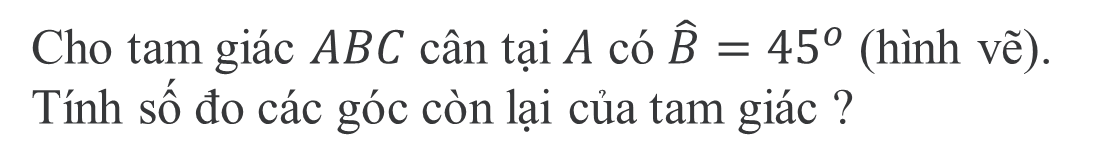 Cho tam giác ABC cân tại A có B̂ = 45ᵒ (hình vẽ).
Tính số đo các góc còn lại của tam giác ?